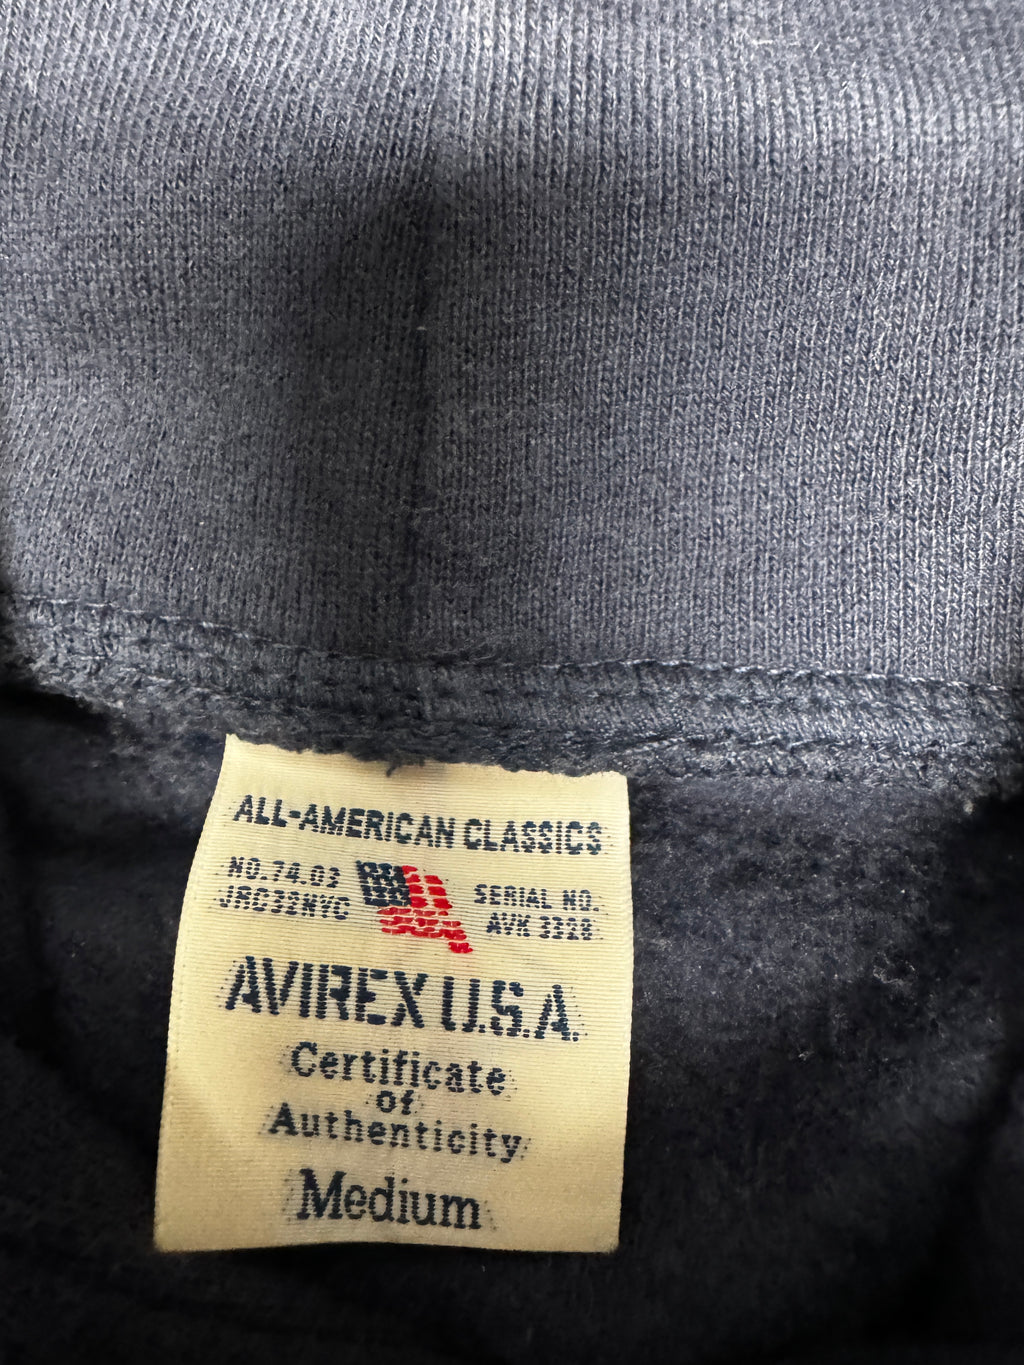 ALL-AMERICAN CLASSICS
NO.74.03
JRC32NYC
SERIAL NO.
AVK 3328
AVIREX U.S.A.
Certificate
of
Authenticity
Medium